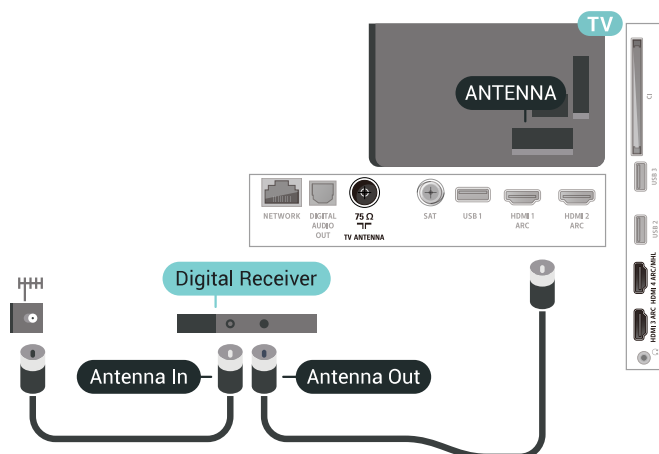 TV
ANTENNA
CI
USB 3
USB 2
HDMI 4 ARC/MHL
HDMI 3 ARC
NETWORK
DIGITAL
AUDIO
OUT
75 Ω
TV ANTENNA
SAT
USB 1
HDMI 1
ARC
HDMI 2
ARC
Digital Receiver
Antenna In
Antenna Out